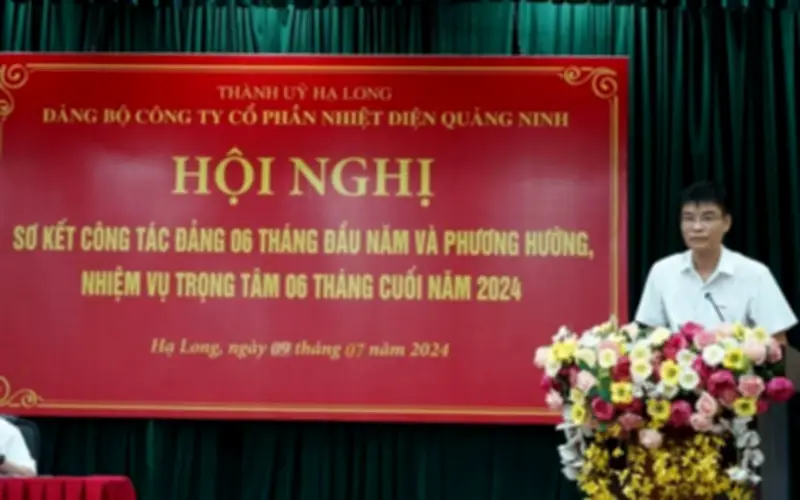 THÀNH UỶ HẠ LONG
ĐẢNG BỘ CÔNG TY CỔ PHẦN NHIỆT ĐIỆN QUẢNG NINH
HỘI NGHỊ
SƠ KẾT CÔNG TÁC ĐẢNG 06 THÁNG ĐẦU NĂM VÀ PHƯƠNG HƯỚNG,
NHIỆM VỤ TRỌNG TÂM 06 THÁNG CUỐI NĂM 2024
Hạ Long, ngày 09 tháng 07 năm 2024